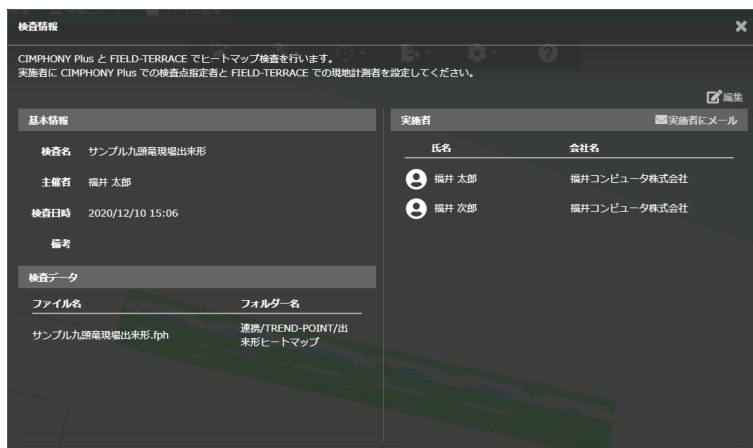 検査情報
CIMPHONY Plus と FIELD-TERRACE でヒートマップ検査を行います。
実施者に CIMPHONY Plus での検査点指定者と FIELD-TERRACE での現地計測者を設定してください。
編集
基本情報
検査名 サンプル九頭竜現場出来形
主催者 福井 太郎
検査日時 2020/12/10 15:06
備考
検査データ
ファイル名 フォルダー名
サンプル九頭竜現場出来形.fph 連携/TREND-POINT/出
来形ヒートマップ
実施者 実施者にメール
氏名 会社名
福井 太郎 福井コンピュータ株式会社
福井 次郎 福井コンピュータ株式会社